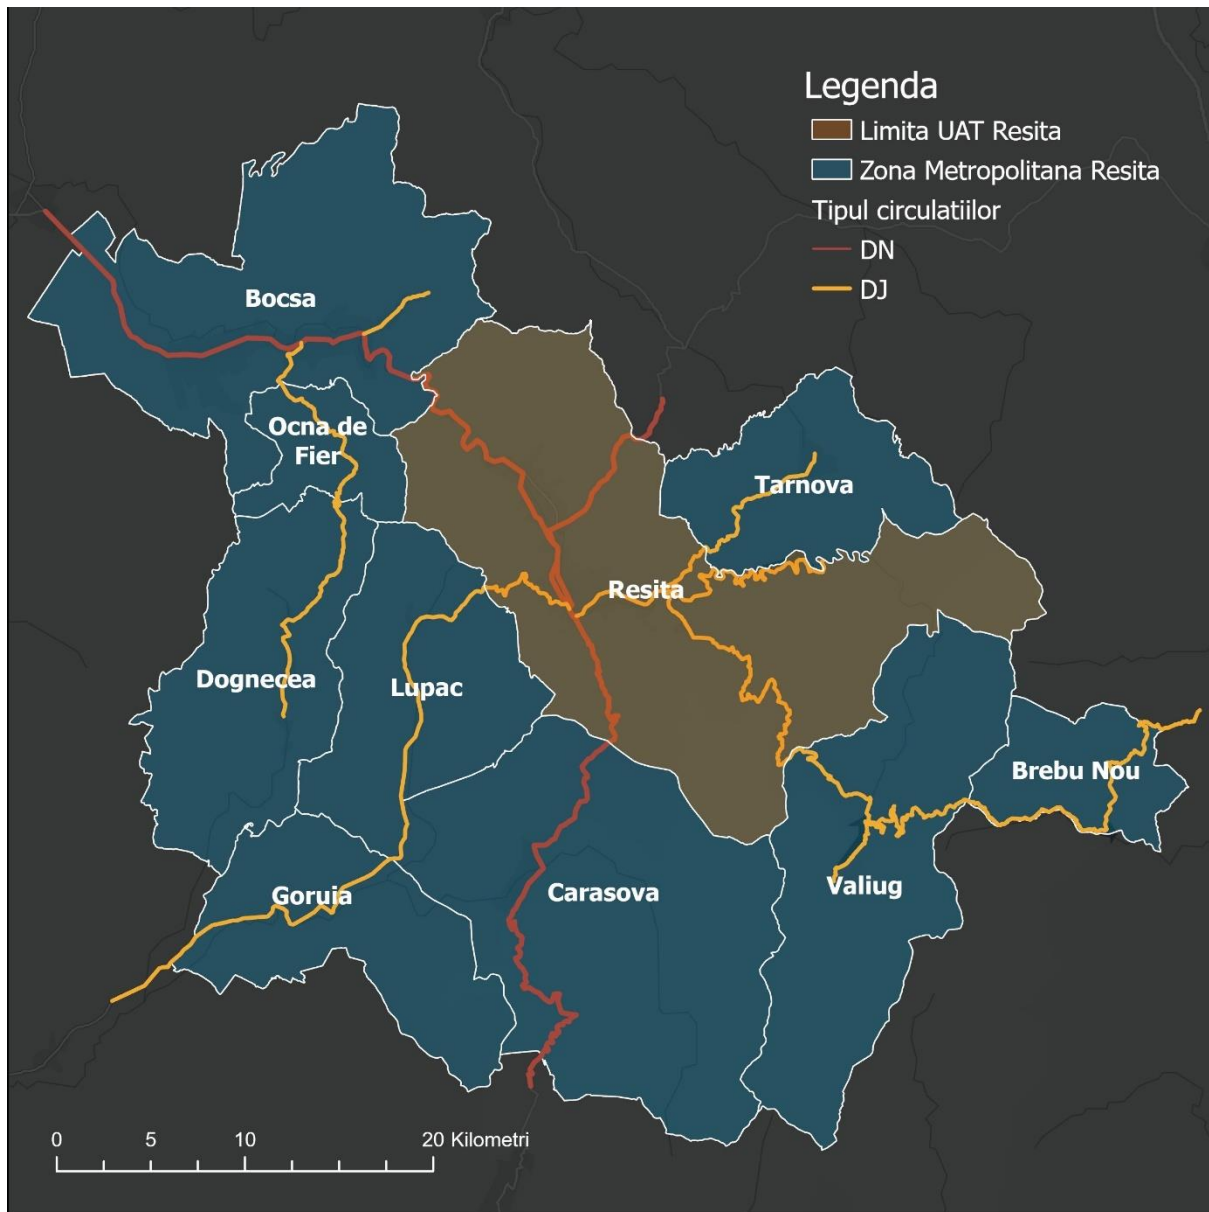 Legenda
Limita UAT Resita
Zona Metropolitana Resita
Tipul circulatiilor
DN
DJ
Bocsa
Ocna de
Fier
Tarnova
Resita
Dognecea
Lupac
Brebu Nou
Goruia
Carasova
Valiug
0 5 10 20 Kilometri